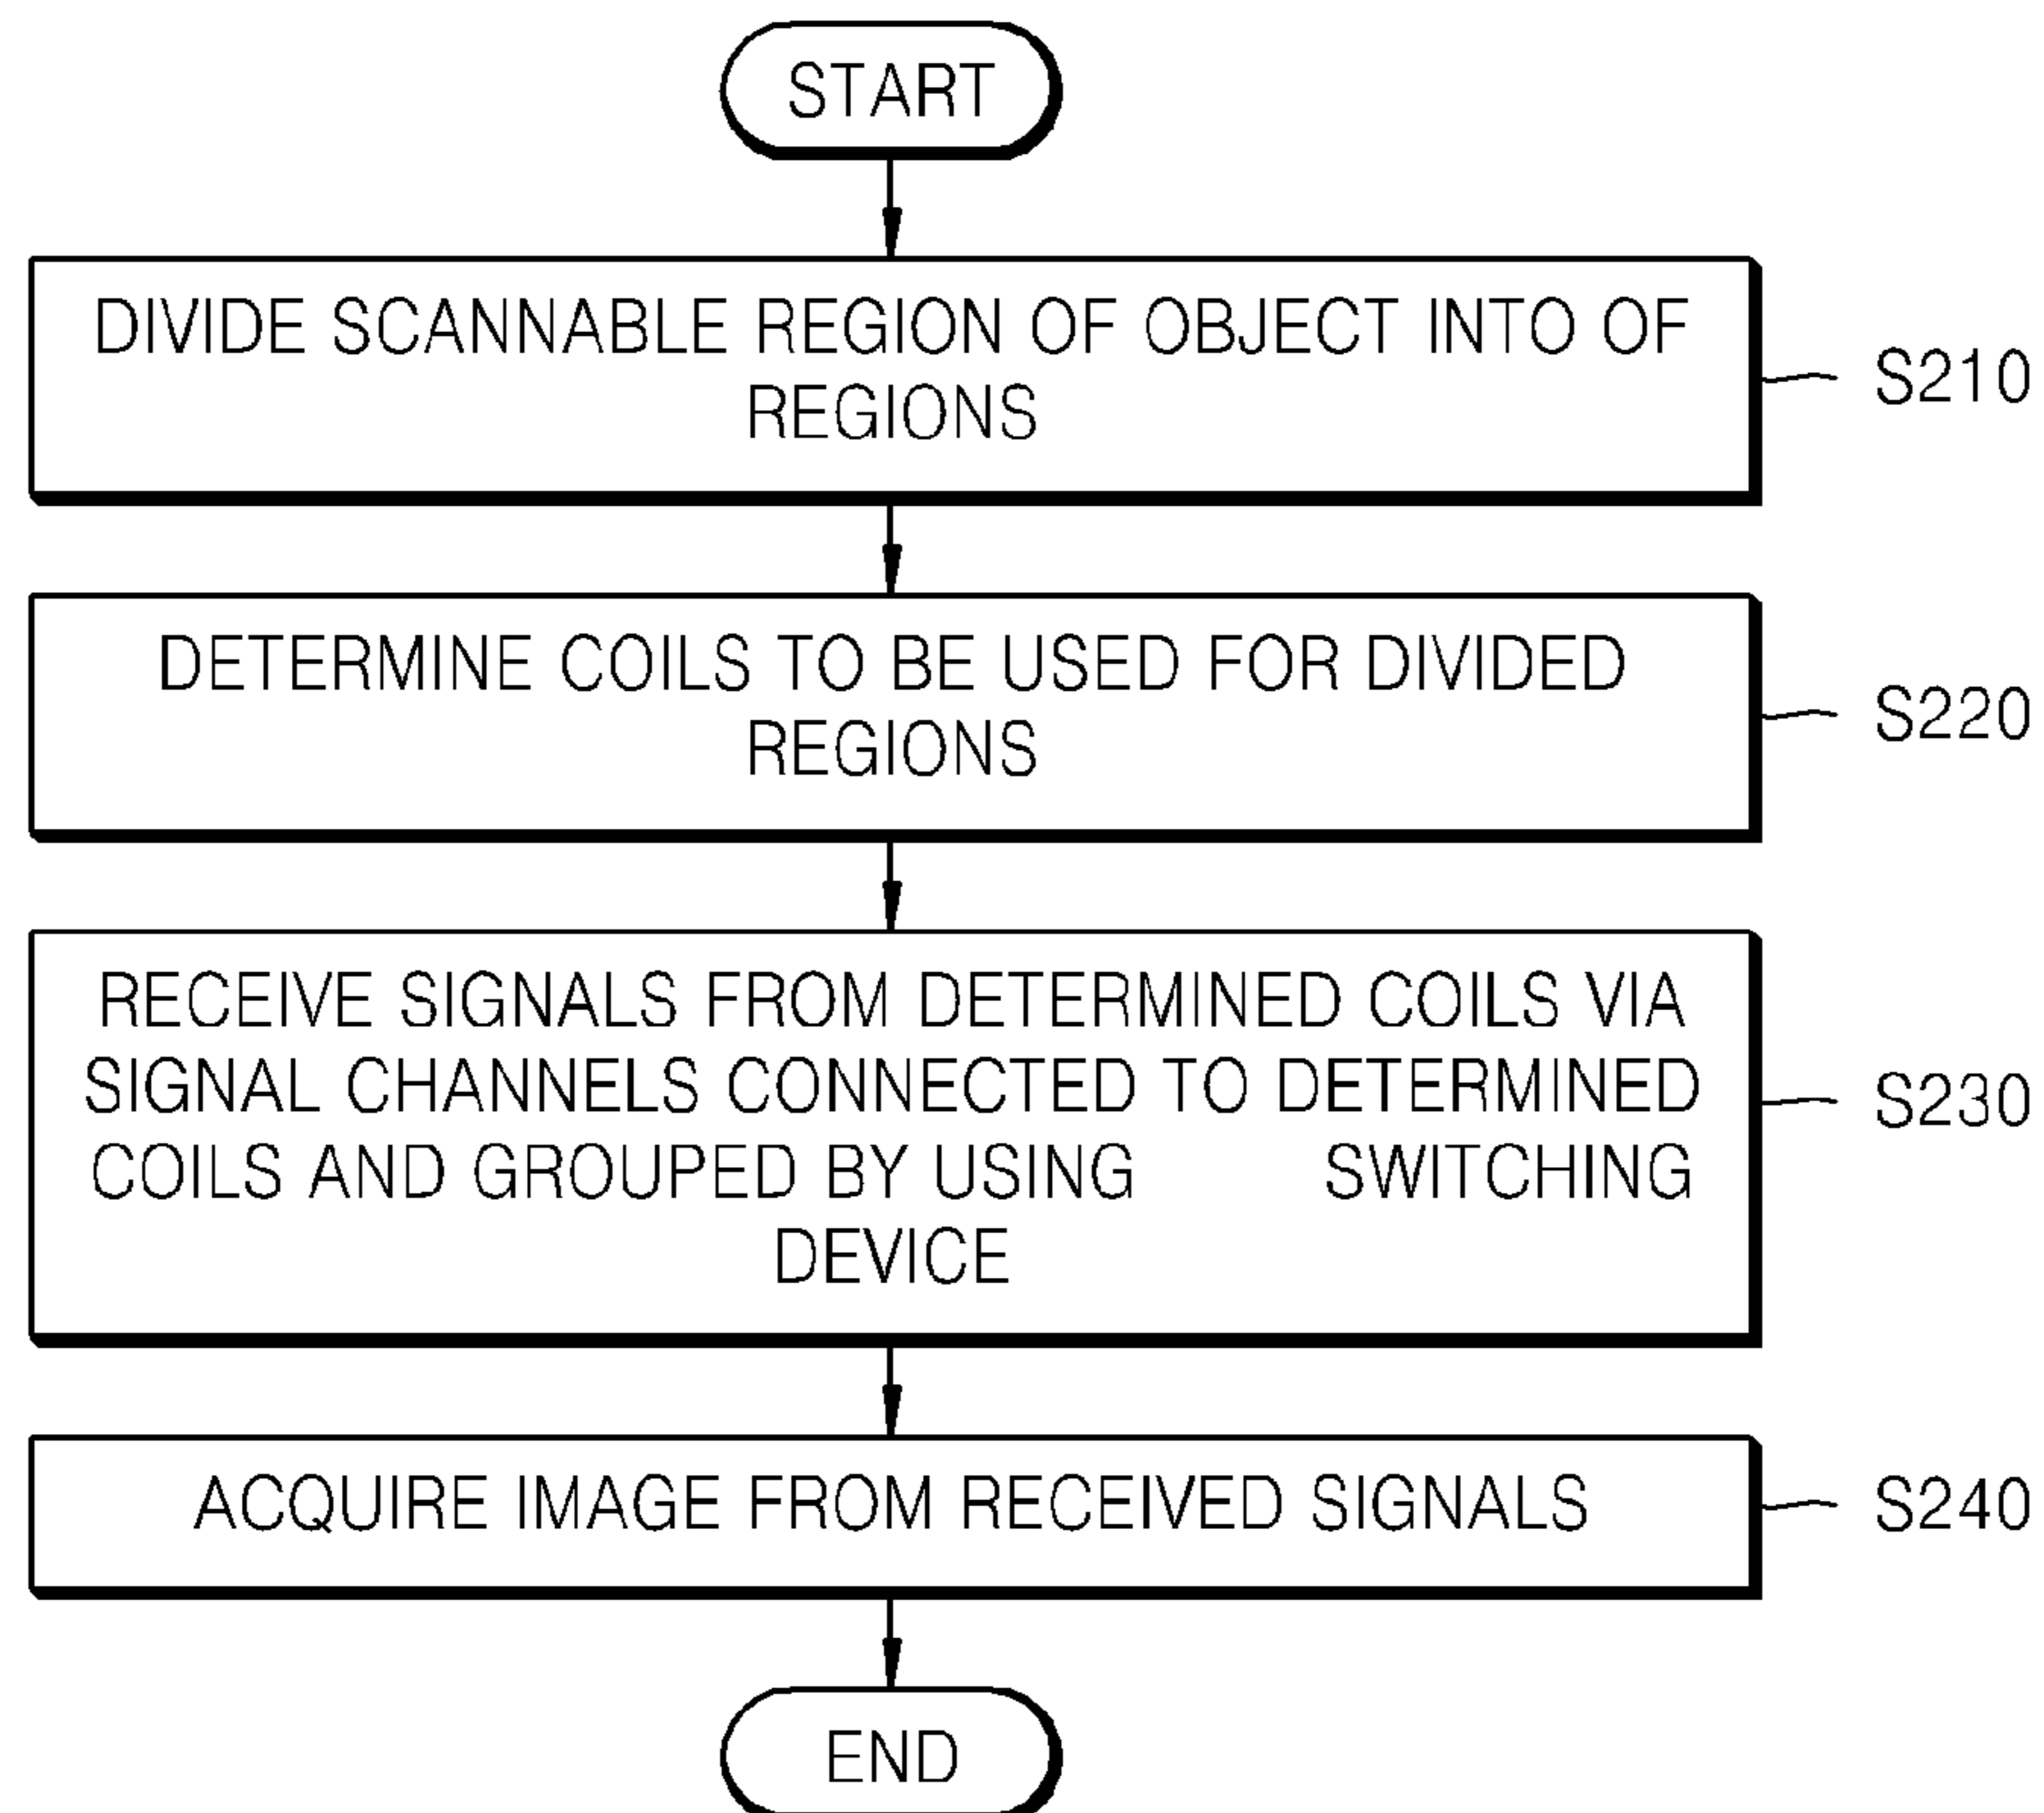 START
DIVIDE SCANNABLE REGION OF OBJECT INTO OF
REGIONS
S210
DETERMINE COILS TO BE USED FOR DIVIDED
REGIONS
S220
RECEIVE SIGNALS FROM DETERMINED COILS VIA
SIGNAL CHANNELS CONNECTED TO DETERMINED
COILS AND GROUPED BY USING SWITCHING
DEVICE
S230
ACQUIRE IMAGE FROM RECEIVED SIGNALS
S240
END